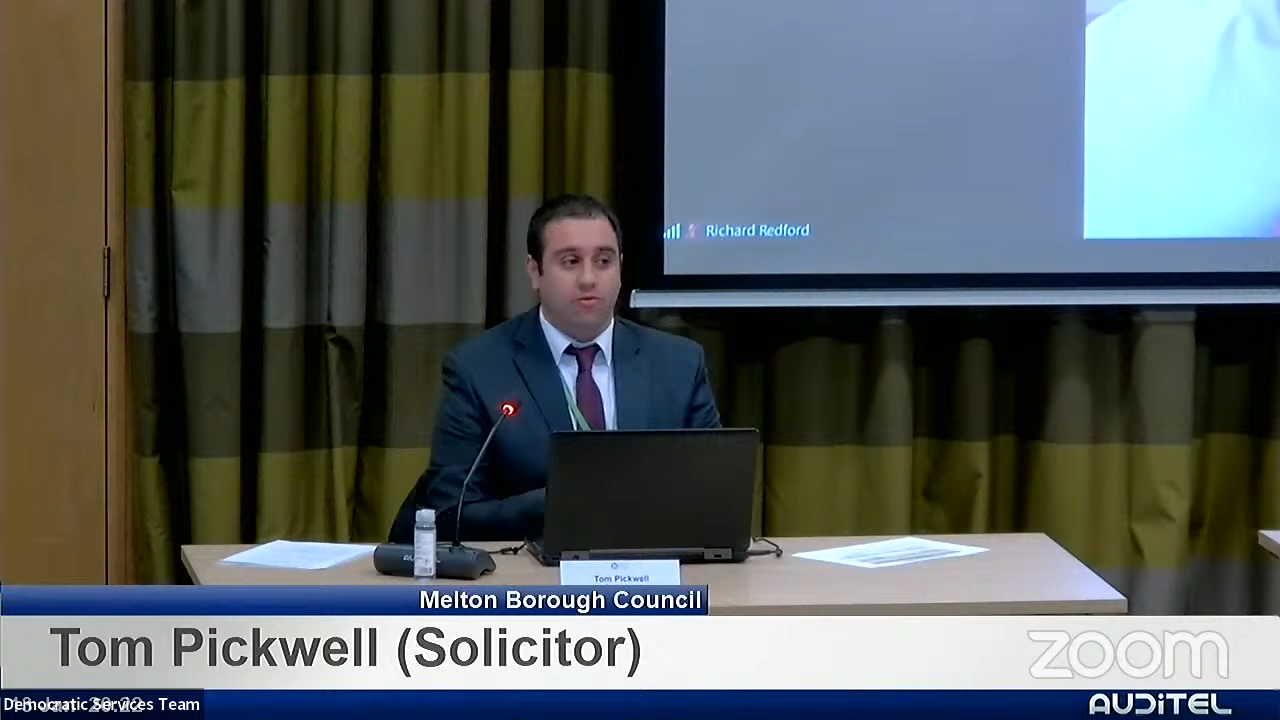 Richard Redford
Tom Pickwell
Melton Borough Council
Tom Pickwell (Solicitor)
zoom
Democratic Services Team
AUDiTEL